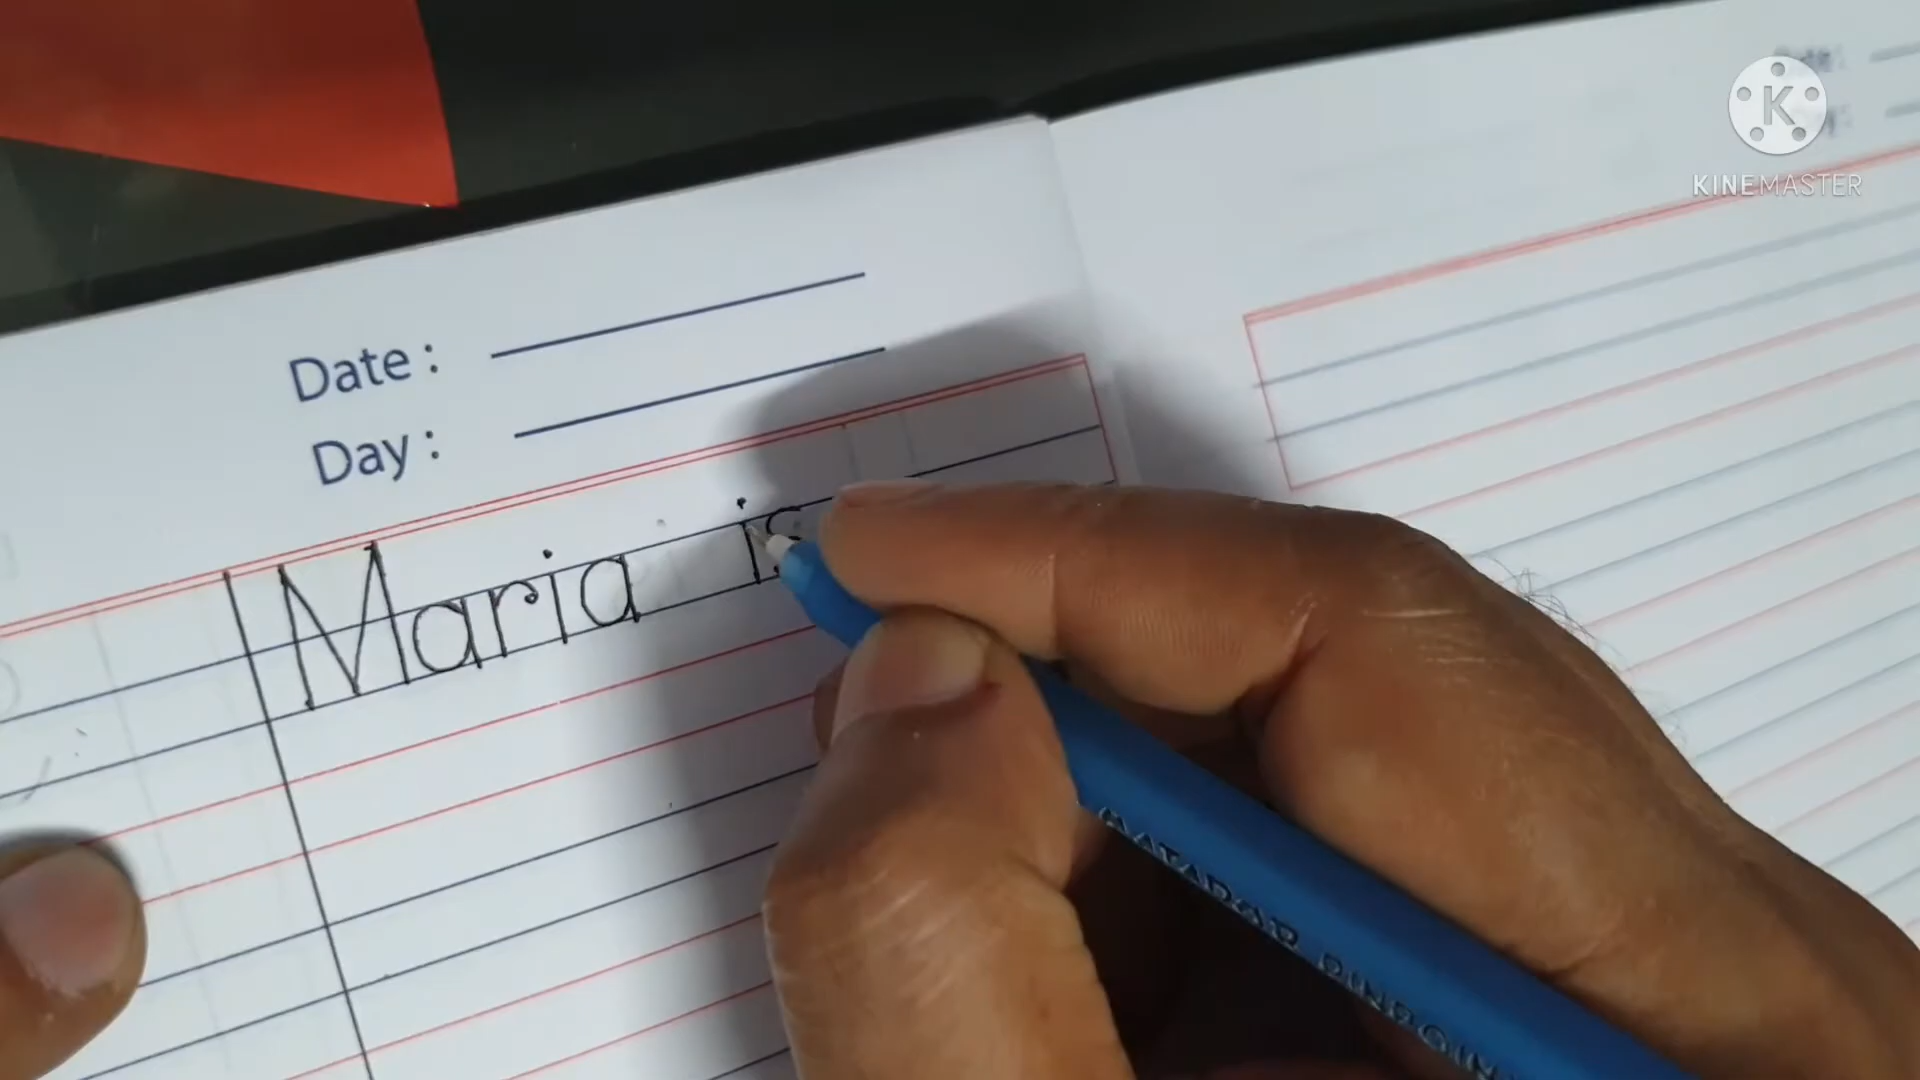 KINEMASTER
Date :
Day :
Maria is